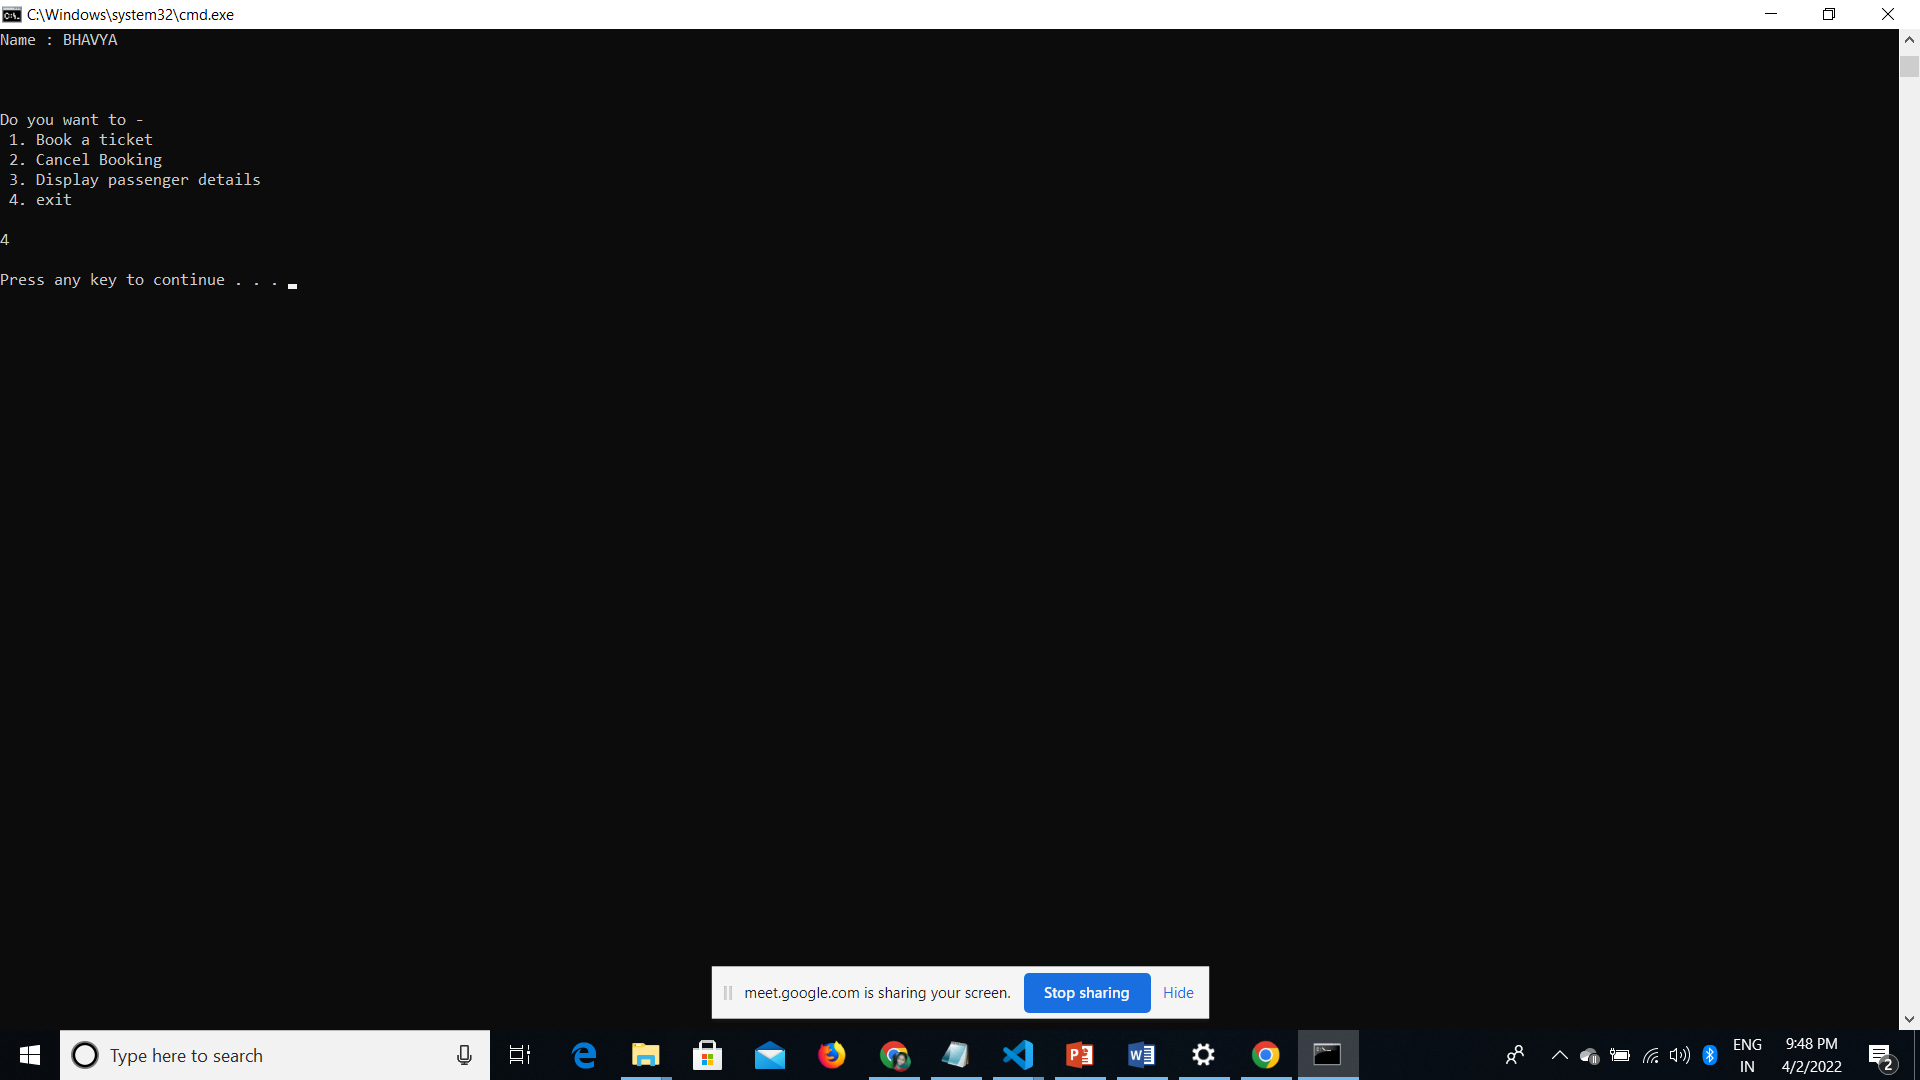 C:\Windows\system32\cmd.exe
Name : BHAVYA
Do you want to -
1. Book a ticket
2. Cancel Booking
3. Display passenger details
4. exit
4
Press any key to continue . . .
meet.google.com is sharing your screen.
Stop sharing
Hide
Type here to search
ENG
IN
9:48 PM
4/2/2022
2